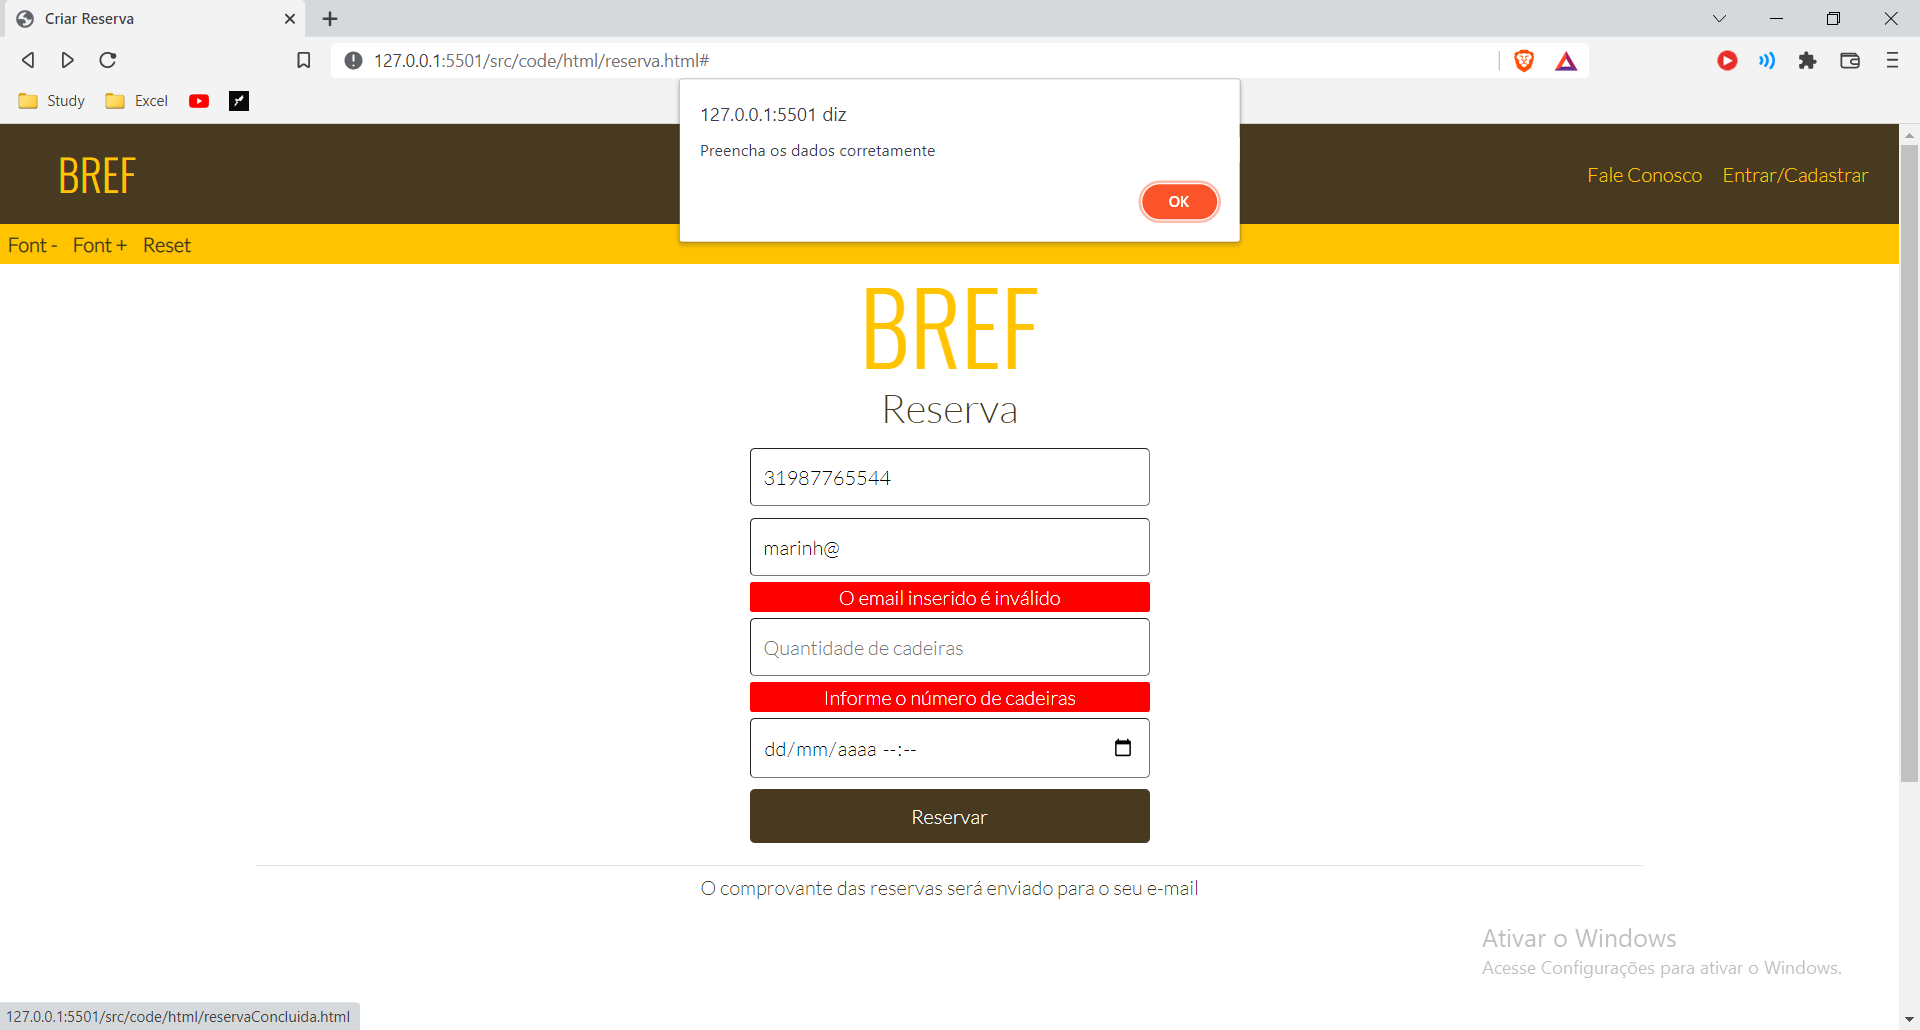 Criar Reserva
127.0.0.1:5501/src/code/html/reserva.html#
Study Excel
127.0.0.1:5501 diz
Preencha os dados corretamente
OK
BREF
Fale Conosco Entrar/Cadastrar
Font - Font + Reset
BREF
Reserva
31987765544
marinh@
O email inserido é inválido
Quantidade de cadeiras
Informe o número de cadeiras
dd/mm/aaaa --:--
Reservar
O comprovante das reservas será enviado para o seu e-mail
Ativar o Windows
Acesse Configurações para ativar o Windows.
127.0.0.1:5501/src/code/html/reservaConcluida.html